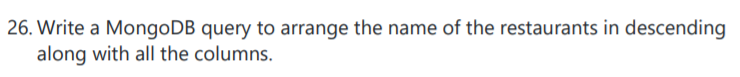 26. Write a MongoDB query to arrange the name of the restaurants in descending
along with all the columns.